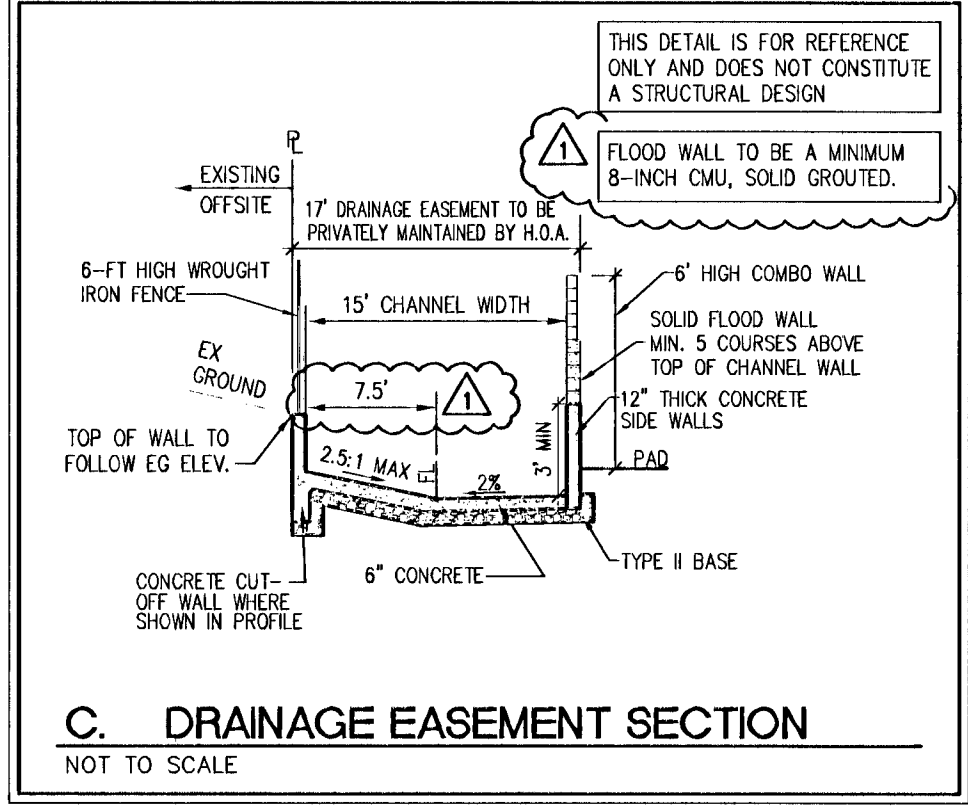 THIS DETAIL IS FOR REFERENCE
ONLY AND DOES NOT CONSTITUTE
A STRUCTURAL DESIGN
1
FLOOD WALL TO BE A MINIMUM
8-INCH CMU, SOLID GROUTED.
PL
EXISTING
OFFSITE
17' DRAINAGE EASEMENT TO BE
PRIVATELY MAINTAINED BY H.O.A.
6-FT HIGH WROUGHT
IRON FENCE
15' CHANNEL WIDTH
6' HIGH COMBO WALL
SOLID FLOOD WALL
MIN. 5 COURSES ABOVE
TOP OF CHANNEL WALL
EX
GROUND
7.5'
1
12" THICK CONCRETE
SIDE WALLS
TOP OF WALL TO
FOLLOW EG ELEV.
2.5:1 MAX
FL
2%
3' MIN
PAD
CONCRETE CUT-
OFF WALL WHERE
SHOWN IN PROFILE
6" CONCRETE
TYPE II BASE
C. DRAINAGE EASEMENT SECTION
NOT TO SCALE